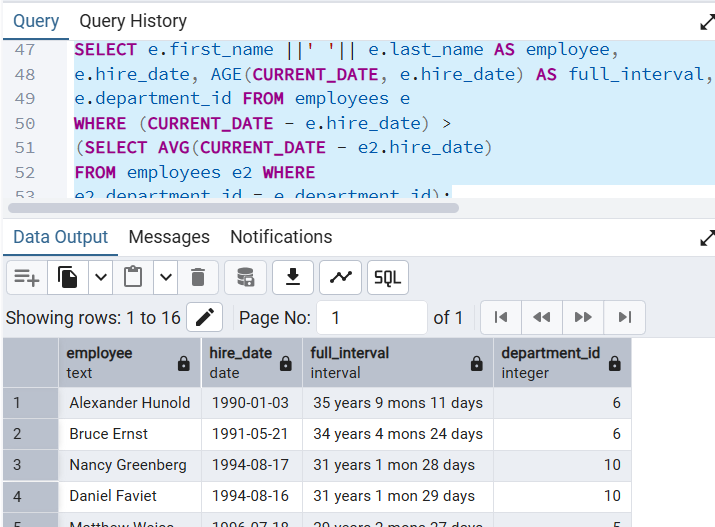 Query Query History
47 SELECT e.first_name ||' '|| e.last_name AS employee,
48 e.hire_date, AGE(CURRENT_DATE, e.hire_date) AS full_interval,
49 e.department_id FROM employees e
50 WHERE (CURRENT_DATE - e.hire_date) >
51 (SELECT AVG(CURRENT_DATE - e2.hire_date)
52 FROM employees e2 WHERE
53 e2.department_id = e.department_id);
Data Output Messages Notifications
SQL
Showing rows: 1 to 16 Page No: 1 of 1
employee hire_date full_interval department_id
text date interval integer
1 Alexander Hunold 1990-01-03 35 years 9 mons 11 days 6
2 Bruce Ernst 1991-05-21 34 years 4 mons 24 days 6
3 Nancy Greenberg 1994-08-17 31 years 1 mon 28 days 10
4 Daniel Faviet 1994-08-16 31 years 1 mon 29 days 10
5 Matthew Weiss 1996-07-18 29 years 2 mons 27 days 5